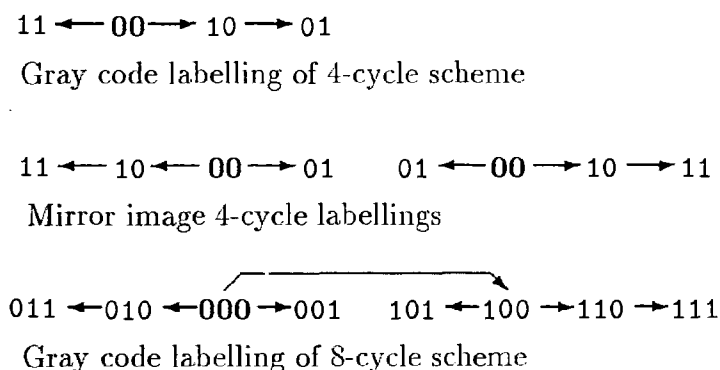 11 ←— 00 —→ 10 —→ 01
Gray code labelling of 4-cycle scheme
11 ←— 10 ←— 00 —→ 01 01 ←— 00 —→ 10 —→ 11
Mirror image 4-cycle labellings
011 ←010 ←000→001 101 ←100 →110→111
Gray code labelling of 8-cycle scheme